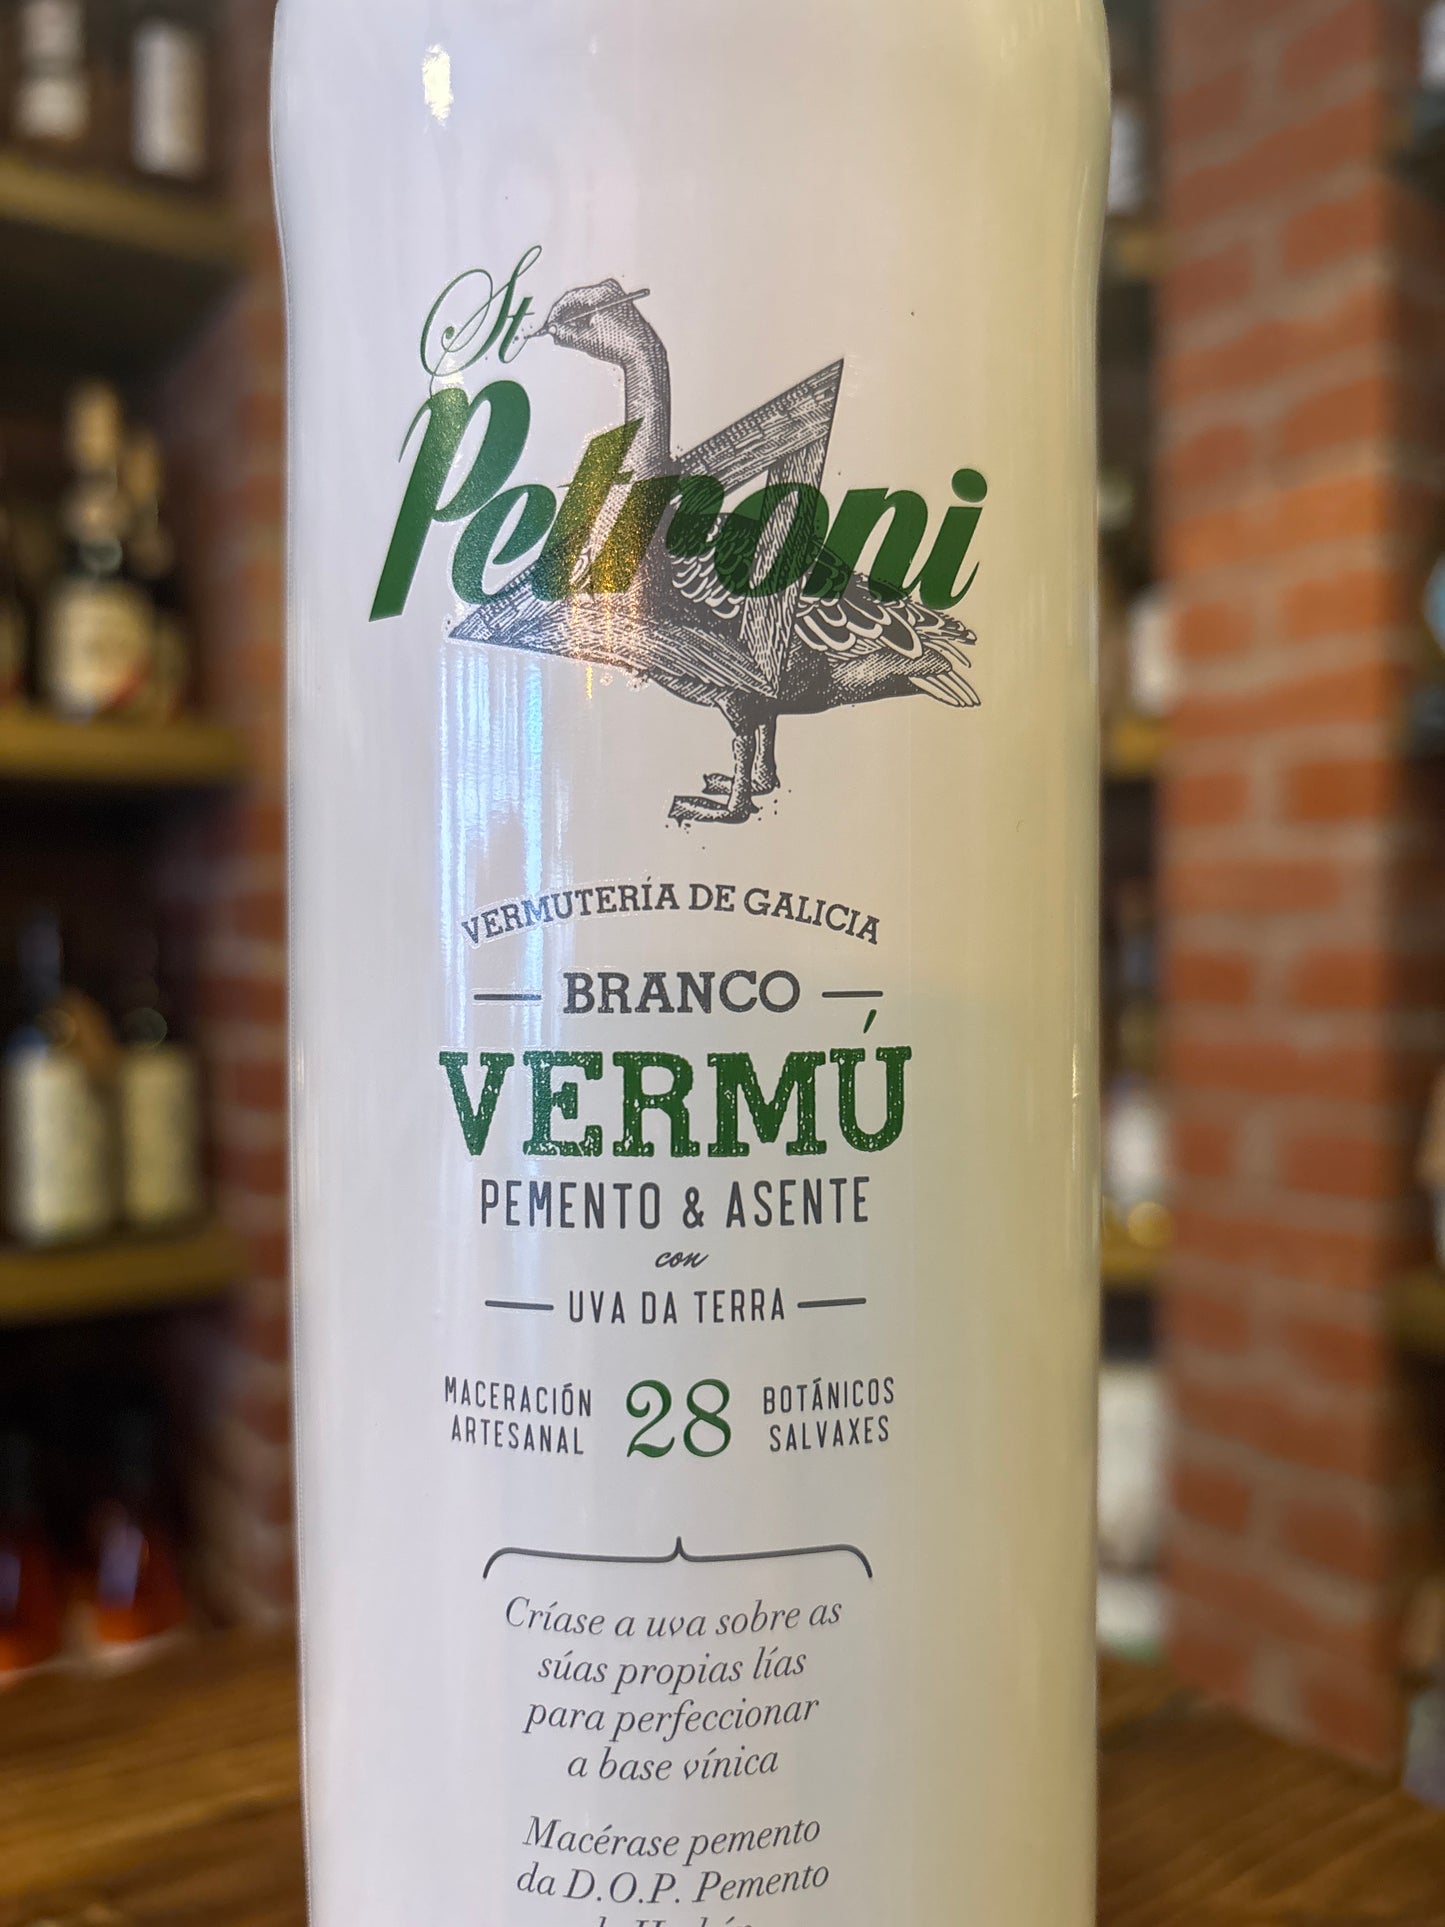 St
Petroni
VERMUTERÍA DE GALICIA
BRANCO
VERMÚ
PEMENTO & ASENTE
con
UVA DA TERRA
MACERACIÓN
ARTESANAL
28
BOTÁNICOS
SALVAXES
Críase a uva sobre as
súas propias lías
para perfeccionar
a base vínica
Macérase pemento
da D.O.P. Pemento